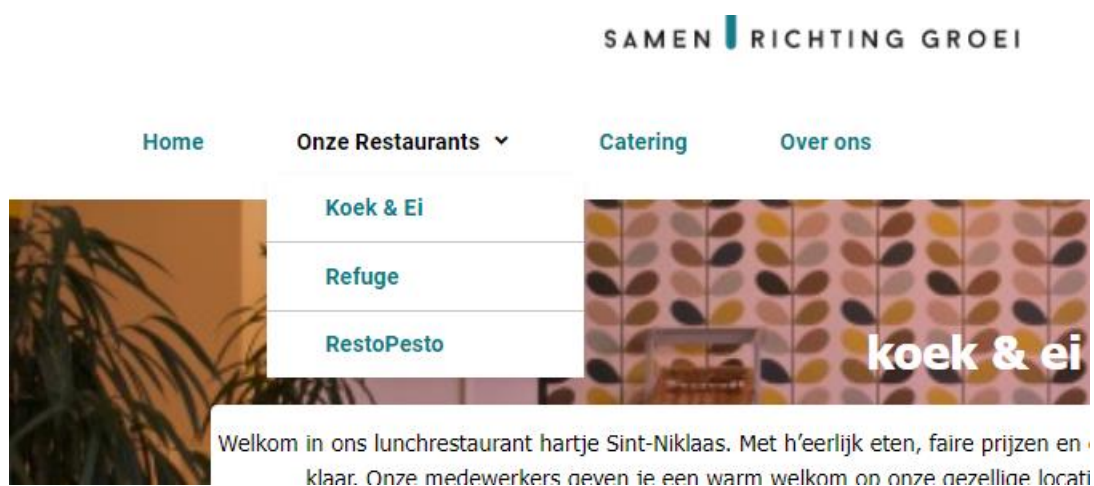 SAMEN RICHTING GROEI
Home Onze Restaurants Catering Over ons
Koek & Ei
Refuge
RestoPesto
koek & ei
Welkom in ons lunchrestaurant hartje Sint-Niklaas. Met h'eerlijk eten, faire prijzen en
klaar. Onze medewerkers geven je een warm welkom op onze gezellige locati